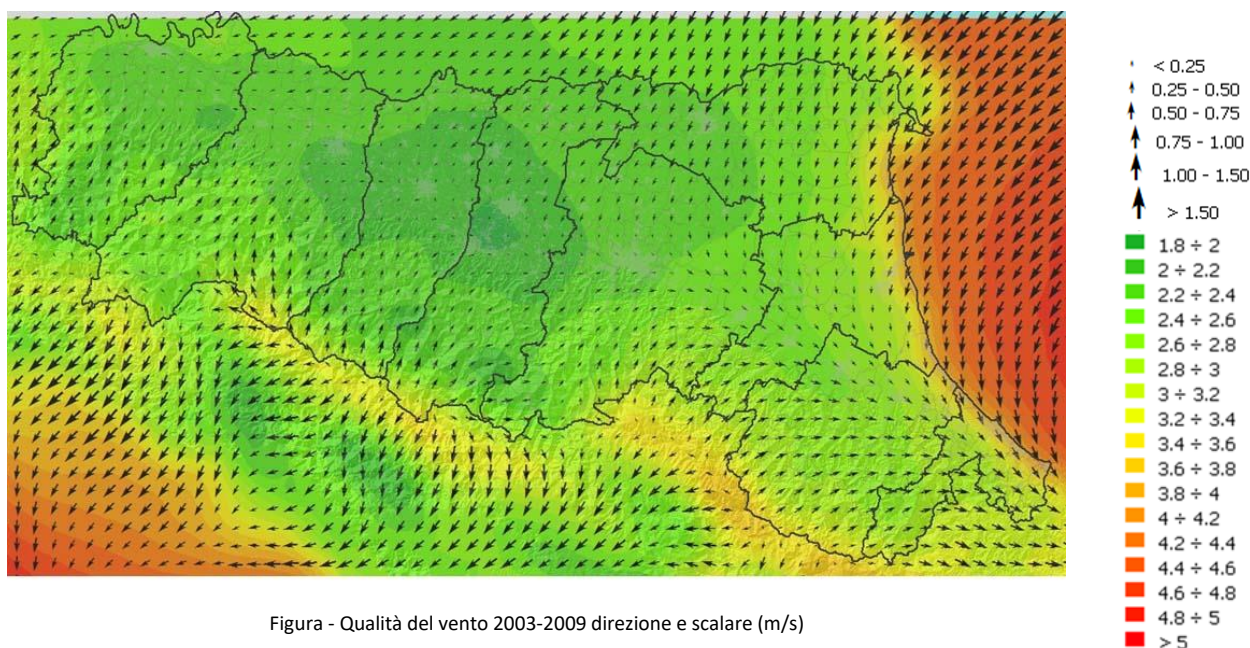 < 0.25
0.25 - 0.50
0.50 - 0.75
0.75 - 1.00
1.00 - 1.50
> 1.50
1.8 ÷ 2
2 ÷ 2.2
2.2 ÷ 2.4
2.4 ÷ 2.6
2.6 ÷ 2.8
2.8 ÷ 3
3 ÷ 3.2
3.2 ÷ 3.4
3.4 ÷ 3.6
3.6 ÷ 3.8
3.8 ÷ 4
4 ÷ 4.2
4.2 ÷ 4.4
4.4 ÷ 4.6
4.6 ÷ 4.8
4.8 ÷ 5
> 5
Figura - Qualità del vento 2003-2009 direzione e scalare (m/s)